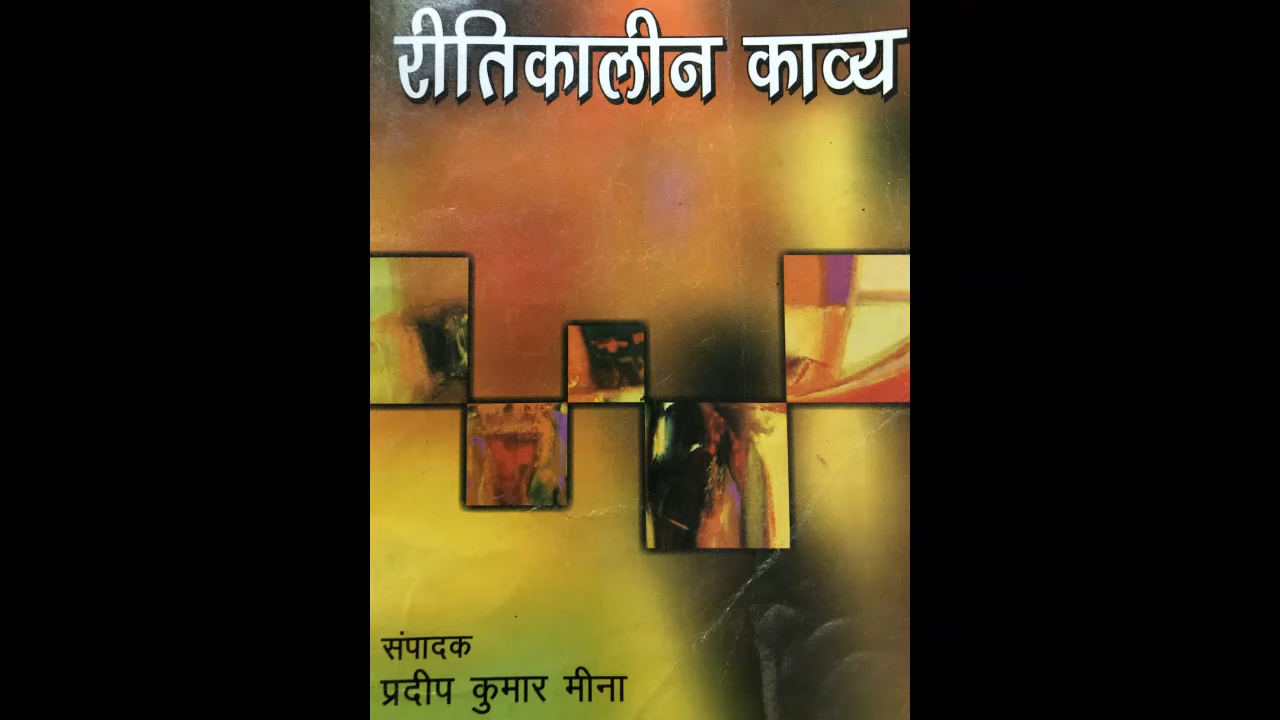 रीतिकालीन काव्य
संपादक
प्रदीप कुमार मीना